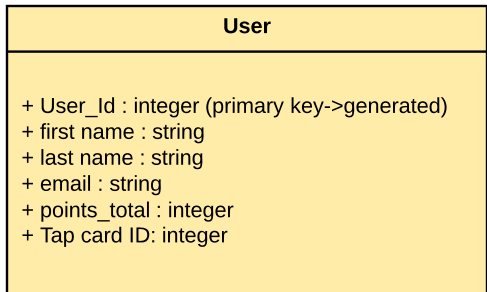 User
+ User_Id : integer (primary key->generated)
+ first name : string
+ last name : string
+ email : string
+ points_total : integer
+ Tap card ID: integer